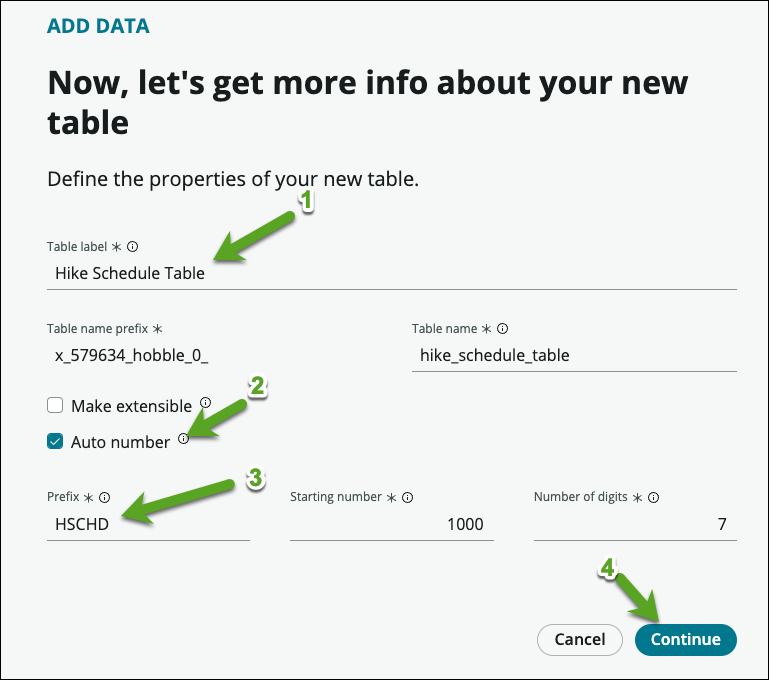 ADD DATA
Now, let's get more info about your new
table
Define the properties of your new table.
1
Table label *
Hike Schedule Table
Table name prefix * Table name *
x_579634_hobble_0_ hike_schedule_table
2
Make extensible
Auto number
3
Prefix * Starting number * Number of digits *
HSCHD 1000 7
4
Cancel Continue